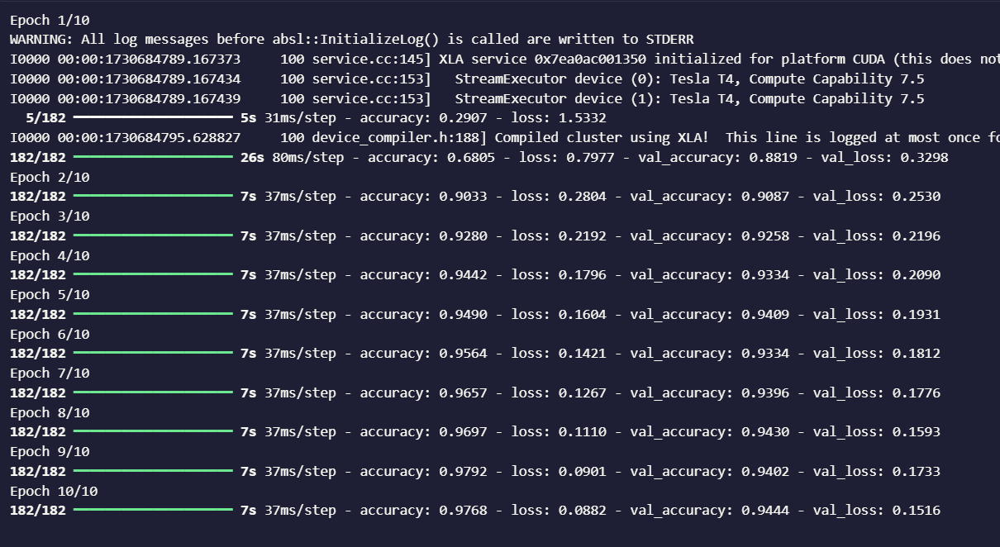 Epoch 1/10
WARNING: All log messages before absl::InitializeLog() is called are written to STDERR
I0000 00:00:1730684789.167373     100 service.cc:145] XLA service 0x7ea0ac001350 initialized for platform CUDA (this does not
I0000 00:00:1730684789.167434     100 service.cc:153]   StreamExecutor device (0): Tesla T4, Compute Capability 7.5
I0000 00:00:1730684789.167439     100 service.cc:153]   StreamExecutor device (1): Tesla T4, Compute Capability 7.5
5/182 5s 31ms/step - accuracy: 0.2907 - loss: 1.5332
I0000 00:00:1730684795.628827     100 device_compiler.h:188] Compiled cluster using XLA!  This line is logged at most once fo
182/182 26s 80ms/step - accuracy: 0.6805 - loss: 0.7977 - val_accuracy: 0.8819 - val_loss: 0.3298
Epoch 2/10
182/182 7s 37ms/step - accuracy: 0.9033 - loss: 0.2804 - val_accuracy: 0.9087 - val_loss: 0.2530
Epoch 3/10
182/182 7s 37ms/step - accuracy: 0.9280 - loss: 0.2192 - val_accuracy: 0.9258 - val_loss: 0.2196
Epoch 4/10
182/182 7s 37ms/step - accuracy: 0.9442 - loss: 0.1796 - val_accuracy: 0.9334 - val_loss: 0.2090
Epoch 5/10
182/182 7s 37ms/step - accuracy: 0.9490 - loss: 0.1604 - val_accuracy: 0.9409 - val_loss: 0.1931
Epoch 6/10
182/182 7s 37ms/step - accuracy: 0.9564 - loss: 0.1421 - val_accuracy: 0.9334 - val_loss: 0.1812
Epoch 7/10
182/182 7s 37ms/step - accuracy: 0.9657 - loss: 0.1267 - val_accuracy: 0.9396 - val_loss: 0.1776
Epoch 8/10
182/182 7s 37ms/step - accuracy: 0.9697 - loss: 0.1110 - val_accuracy: 0.9430 - val_loss: 0.1593
Epoch 9/10
182/182 7s 37ms/step - accuracy: 0.9792 - loss: 0.0901 - val_accuracy: 0.9402 - val_loss: 0.1733
Epoch 10/10
182/182 7s 37ms/step - accuracy: 0.9768 - loss: 0.0882 - val_accuracy: 0.9444 - val_loss: 0.1516